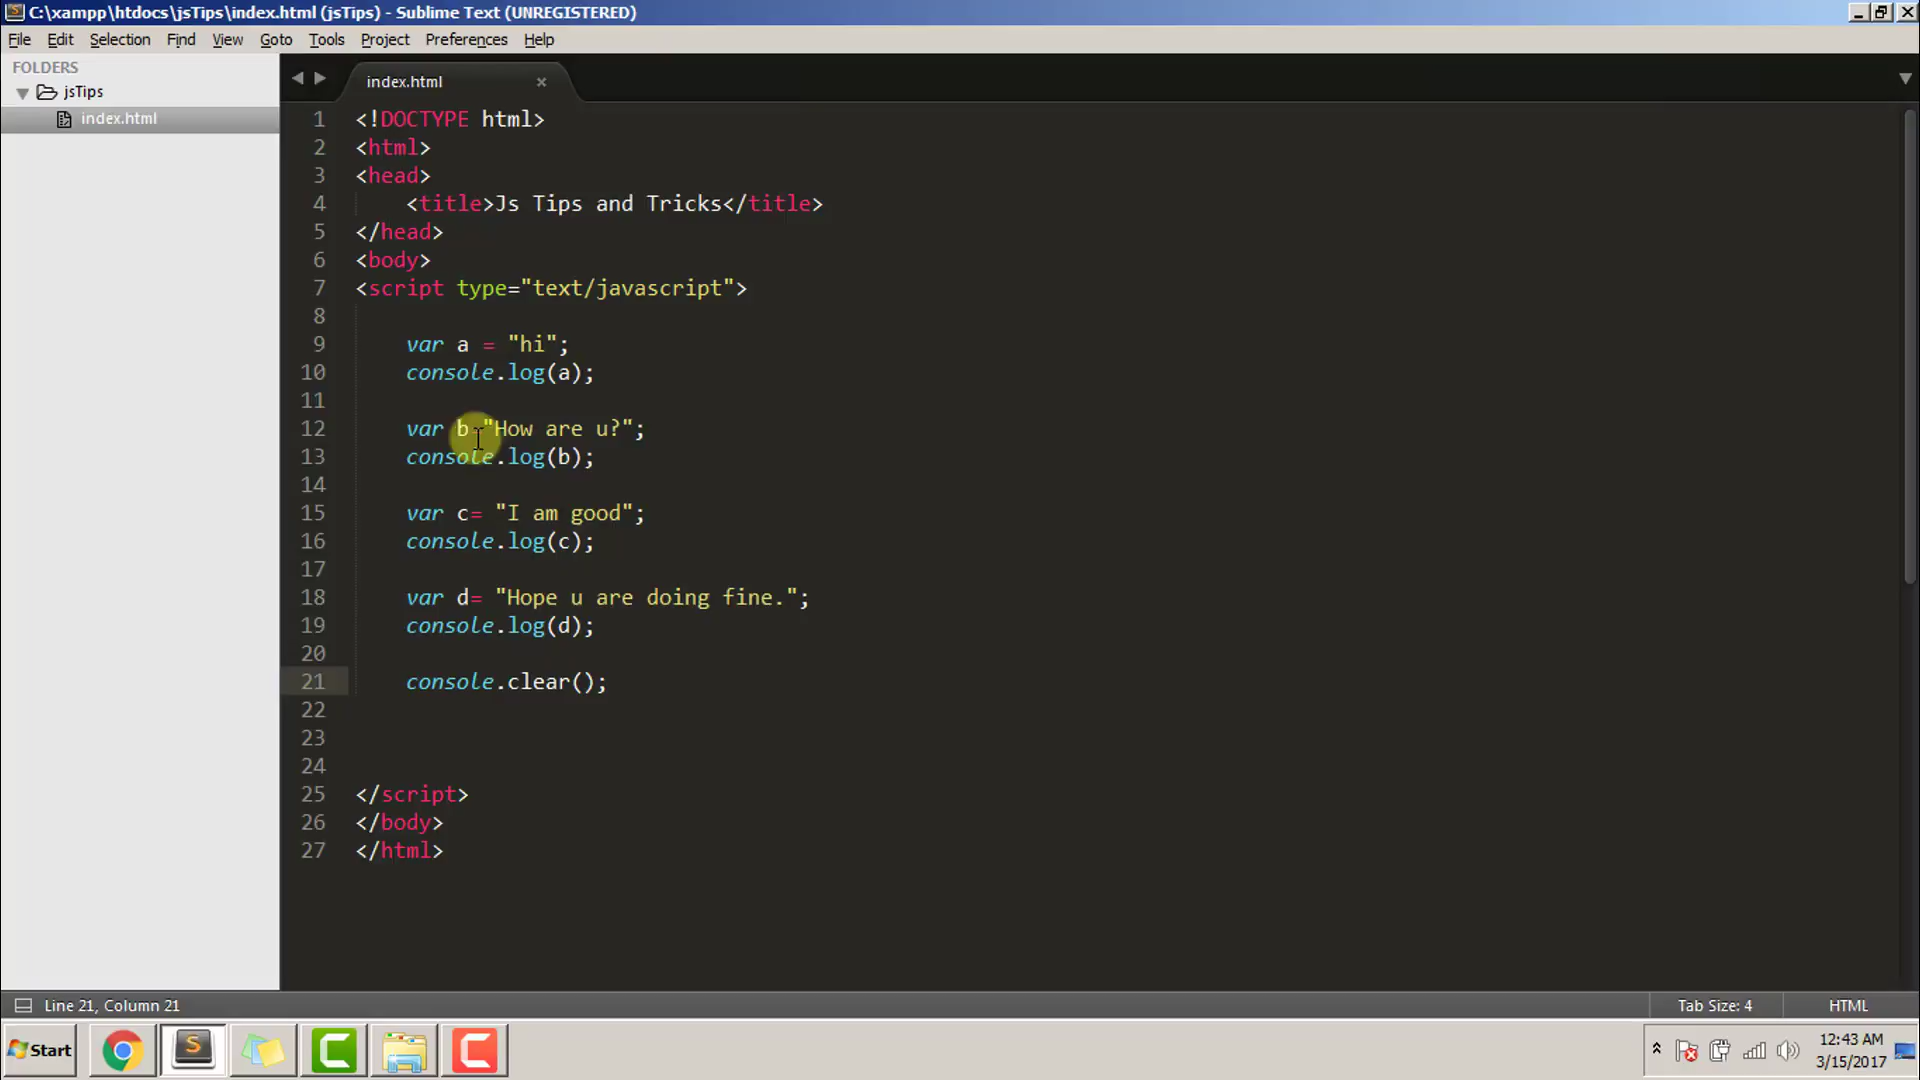 C:\xampp\htdocs\jsTips\index.html (jsTips) - Sublime Text (UNREGISTERED)
File Edit Selection Find View Goto Tools Project Preferences Help
FOLDERS
jsTips
index.html
index.html
1 <!DOCTYPE html>
2 <html>
3 <head>
4 <title>Js Tips and Tricks</title>
5 </head>
6 <body>
7 <script type="text/javascript">
8
9 var a = "hi";
10 console.log(a);
11
12 var b="How are u?";
13 console.log(b);
14
15 var c= "I am good";
16 console.log(c);
17
18 var d= "Hope u are doing fine.";
19 console.log(d);
20
21 console.clear();
22
23
24
25 </script>
26 </body>
27 </html>
Line 21, Column 21
Tab Size: 4
HTML
Start
12:43 AM
3/15/2017